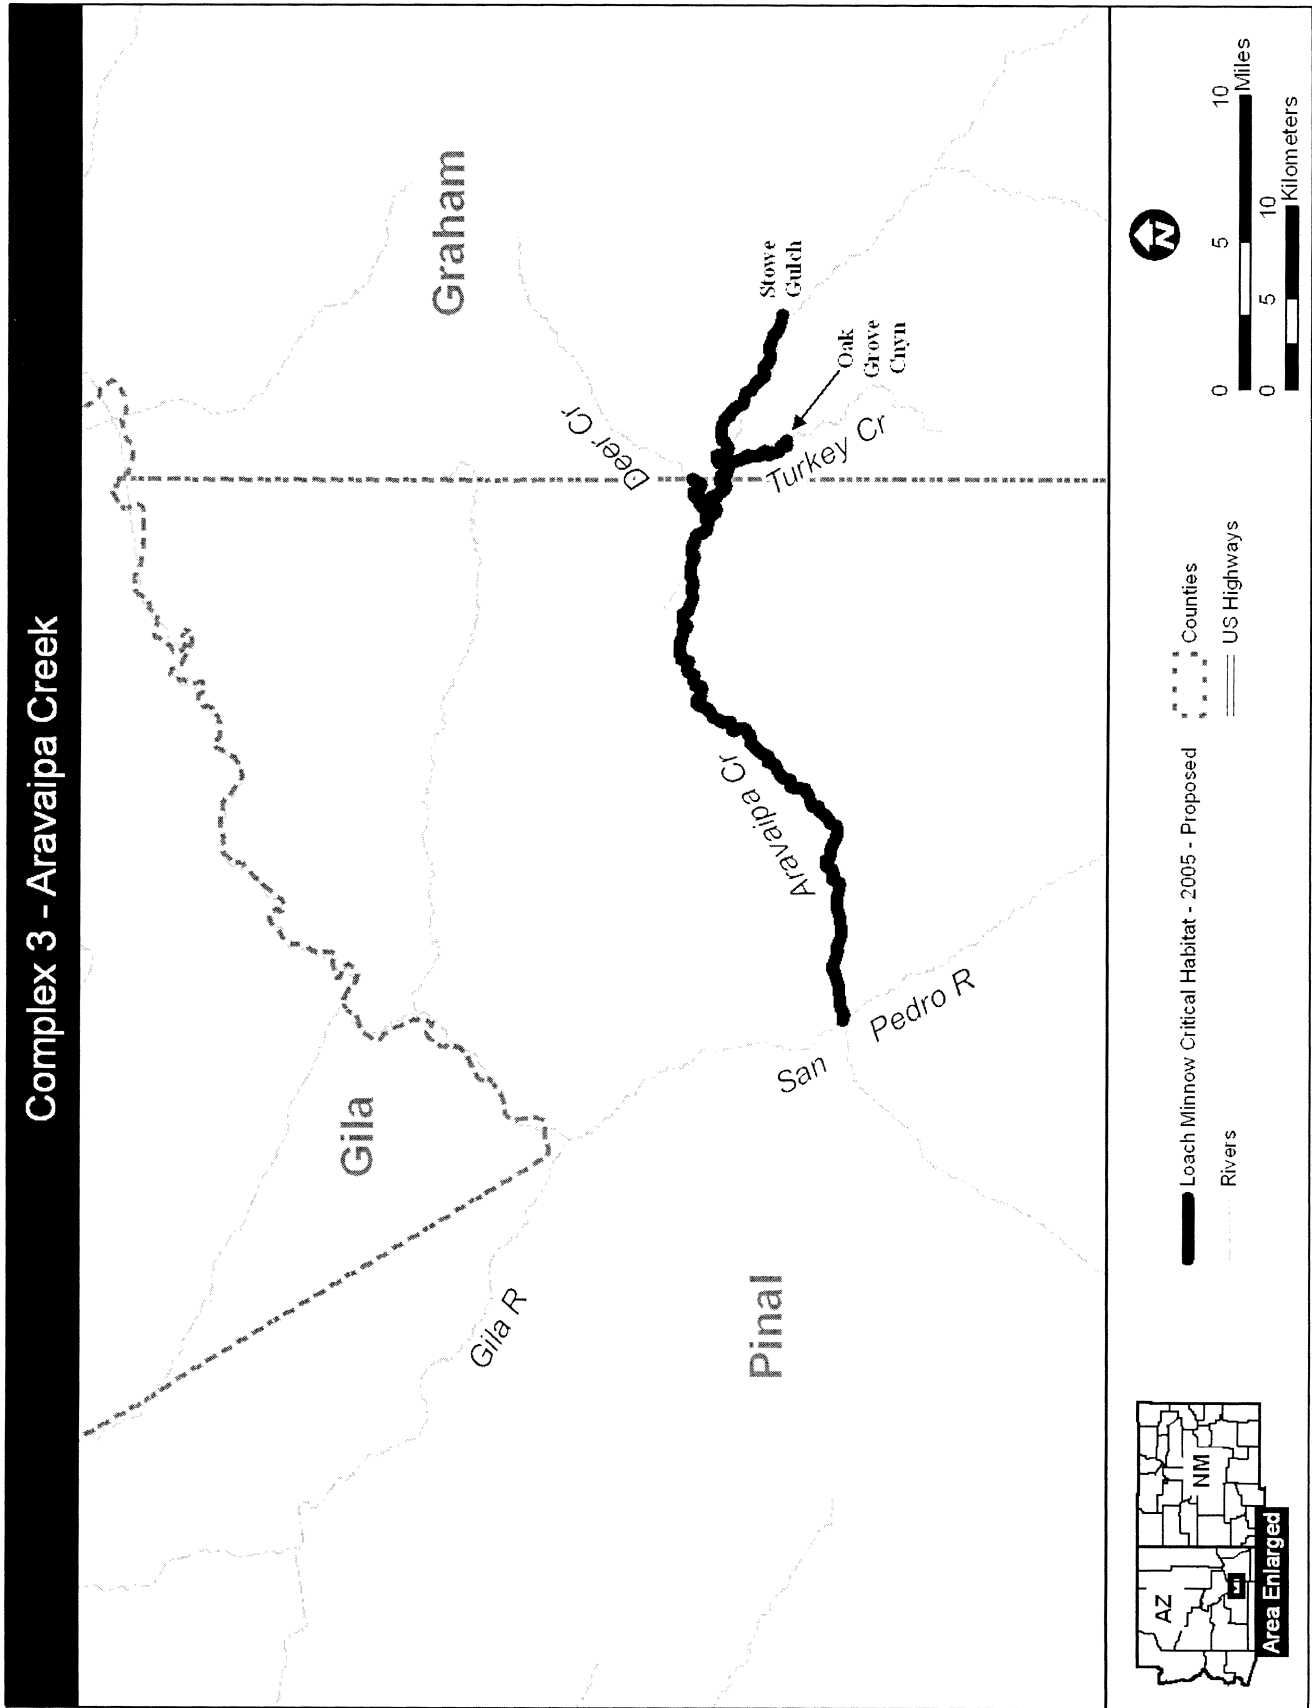 Complex 3 - Aravaipa Creek
Graham
Gila
Deer Cr
Stowe
Gulch
Oak
Grove
Cnyn
Turkey Cr
Aravaipa Cr
Gila R
San
Pedro R
Pinal
AZ
NM
Area Enlarged
Loach Minnow Critical Habitat - 2005 - Proposed
Rivers
Counties
US Highways
N
0 5 10
Miles
0 5 10
Kilometers